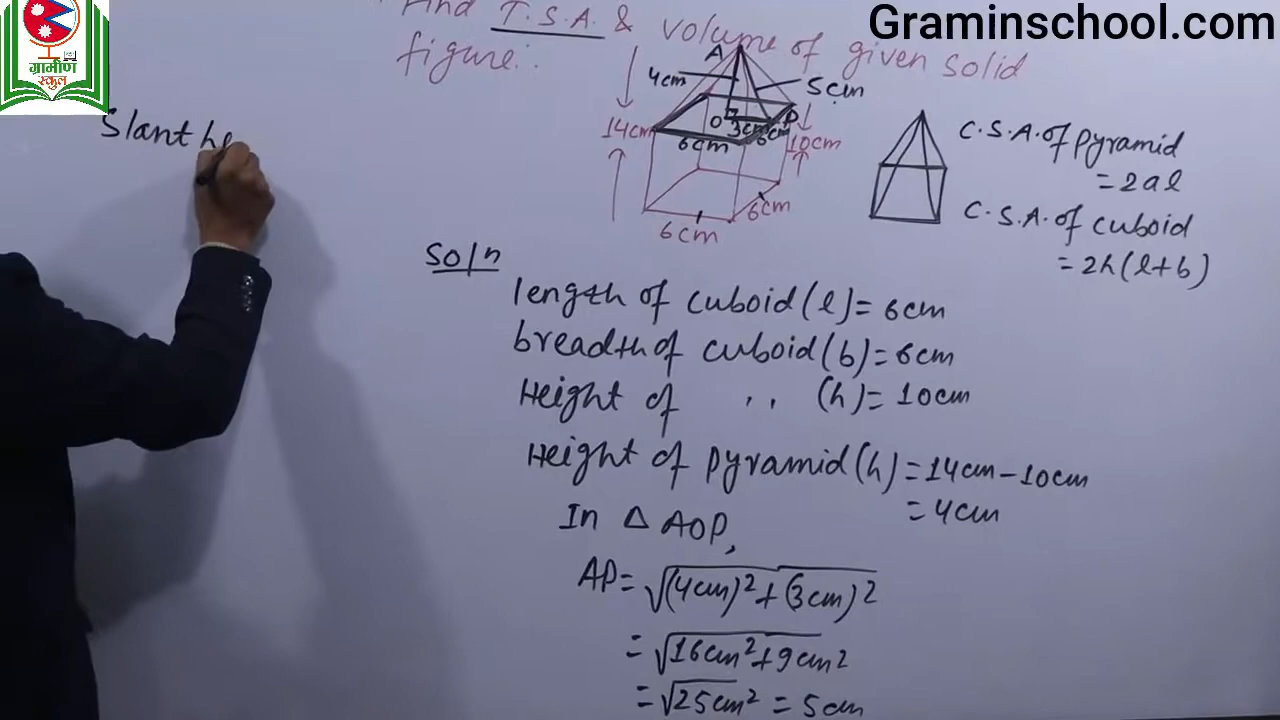 Graminschool.com
ग्रामीण
स्कुल
Find T.S.A. & volume of given solid
figure:.
A
4cm
5cm
O
3cm
P
14cm
6cm
6cm
10cm
6cm
6cm
C.S.A. of pyramid
= 2al
C.S.A. of cuboid
= 2h(l+b)
Slant he
Soln
length of cuboid (l) = 6cm
breadth of cuboid (b) = 6cm
Height of ,, (h) = 10cm
Height of pyramid (h) = 14cm - 10cm
= 4cm
In △ AOP,
AP = √(4cm)² + (3cm)²
= √16cm² + 9cm²
= √25cm² = 5cm